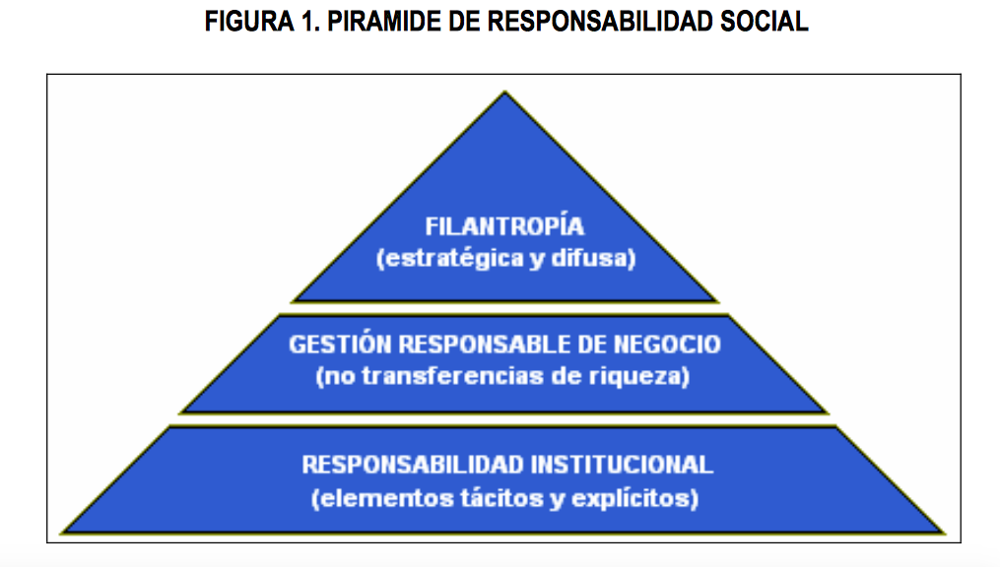 FIGURA 1. PIRAMIDE DE RESPONSABILIDAD SOCIAL
FILANTROPÍA
(estratégica y difusa)
GESTIÓN RESPONSABLE DE NEGOCIO
(no transferencias de riqueza)
RESPONSABILIDAD INSTITUCIONAL
(elementos tácitos y explícitos)